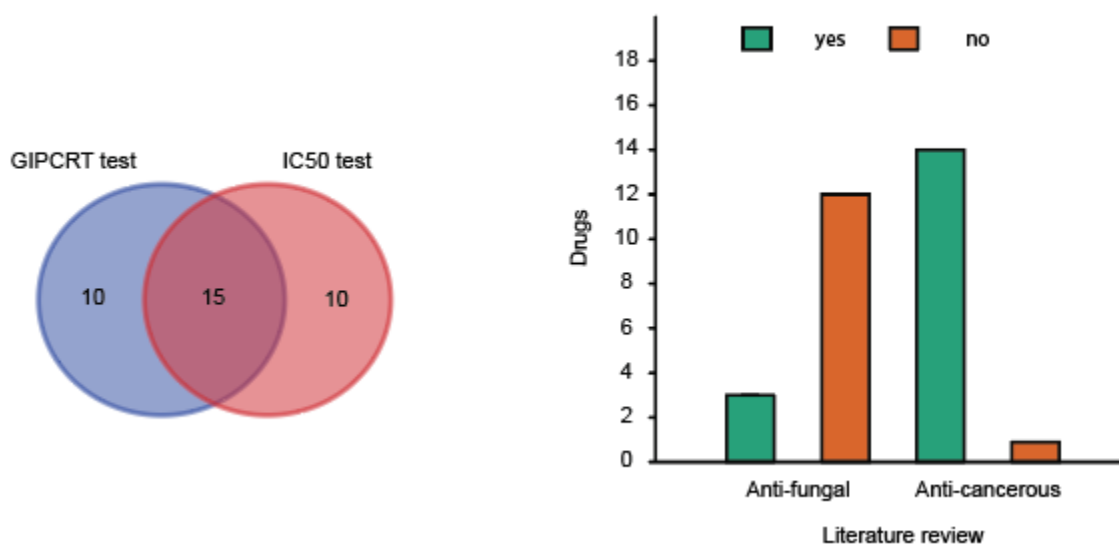 GIPCRT test
IC50 test
10
15
10
yes
no
18
16
14
12
10
8
6
4
2
0
Drugs
Anti-fungal
Anti-cancerous
Literature review